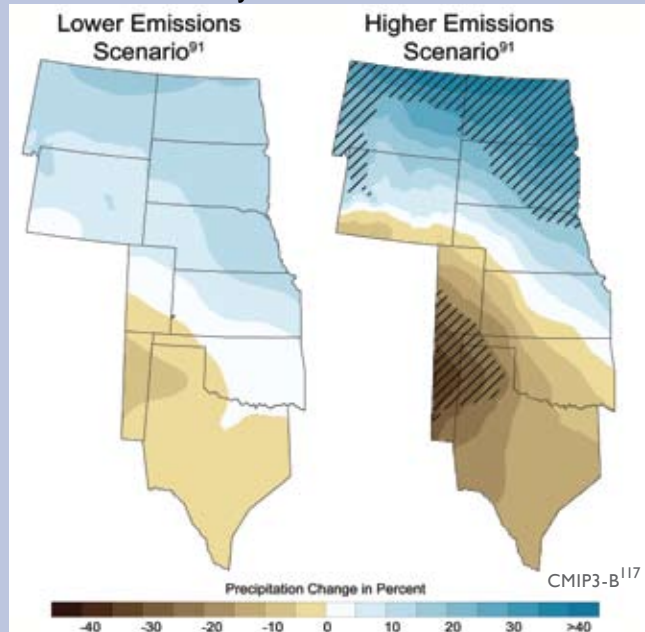 Lower Emissions
Scenario91
Higher Emissions
Scenario91
CMIP3-B117
Precipitation Change in Percent
-40 -30 -20 -10 0 10 20 30 >40